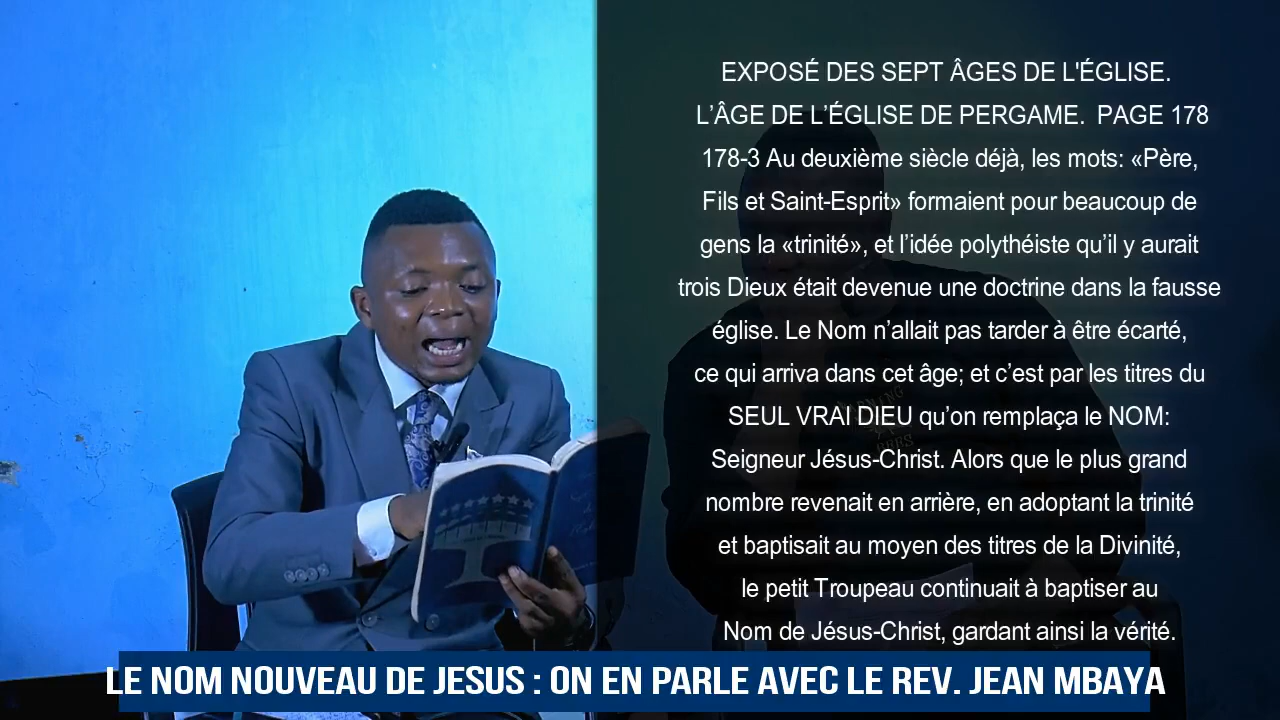 EXPOSÉ DES SEPT ÂGES DE L'ÉGLISE.
L’ÂGE DE L’ÉGLISE DE PERGAME. PAGE 178
178-3 Au deuxième siècle déjà, les mots: «Père,
Fils et Saint-Esprit» formaient pour beaucoup de
gens la «trinité», et l’idée polythéiste qu’il y aurait
trois Dieux était devenue une doctrine dans la fausse
église. Le Nom n’allait pas tarder à être écarté,
ce qui arriva dans cet âge; et c’est par les titres du
SEUL VRAI DIEU qu’on remplaça le NOM:
Seigneur Jésus-Christ. Alors que le plus grand
nombre revenait en arrière, en adoptant la trinité
et baptisait au moyen des titres de la Divinité,
le petit Troupeau continuait à baptiser au
Nom de Jésus-Christ, gardant ainsi la vérité.
LE NOM NOUVEAU DE JESUS : ON EN PARLE AVEC LE REV. JEAN MBAYA